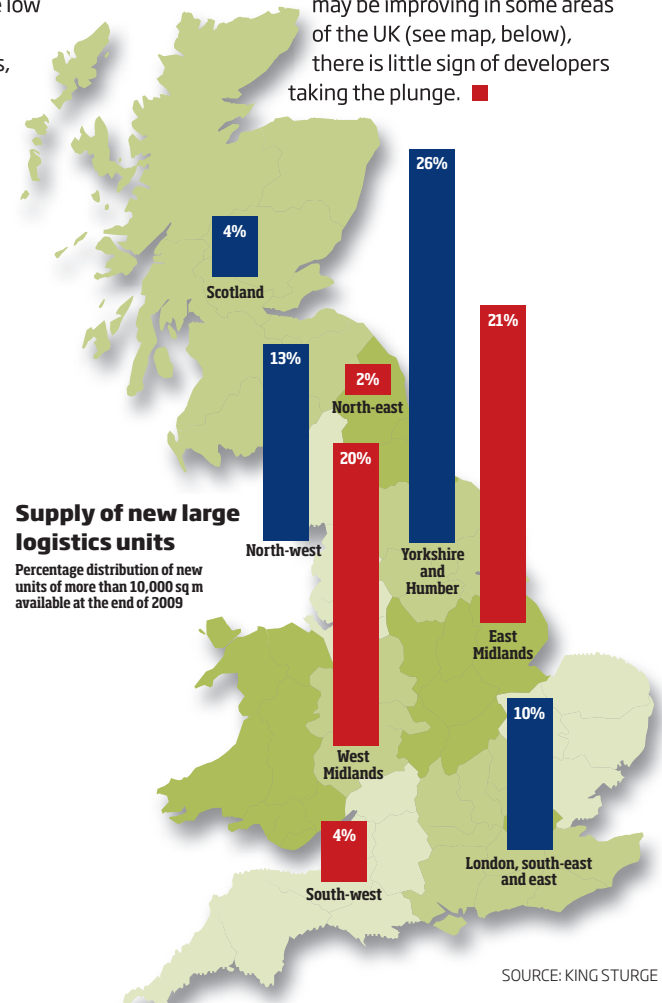 e low
s,
may be improving in some areas
of the UK (see map, below),
there is little sign of developers
taking the plunge.
26%
4%
Scotland
21%
13%
2%
North-east
20%
Supply of new large
logistics units
Percentage distribution of new
units of more than 10,000 sq m
available at the end of 2009
North-west
Yorkshire
and
Humber
East
Midlands
10%
West
Midlands
4%
South-west
London, south-east
and east
SOURCE: KING STURGE